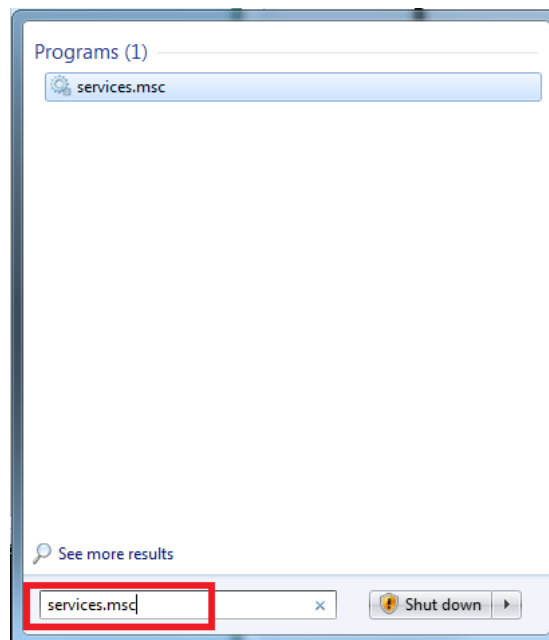 Programs (1)
services.msc
See more results
services.msc
Shut down